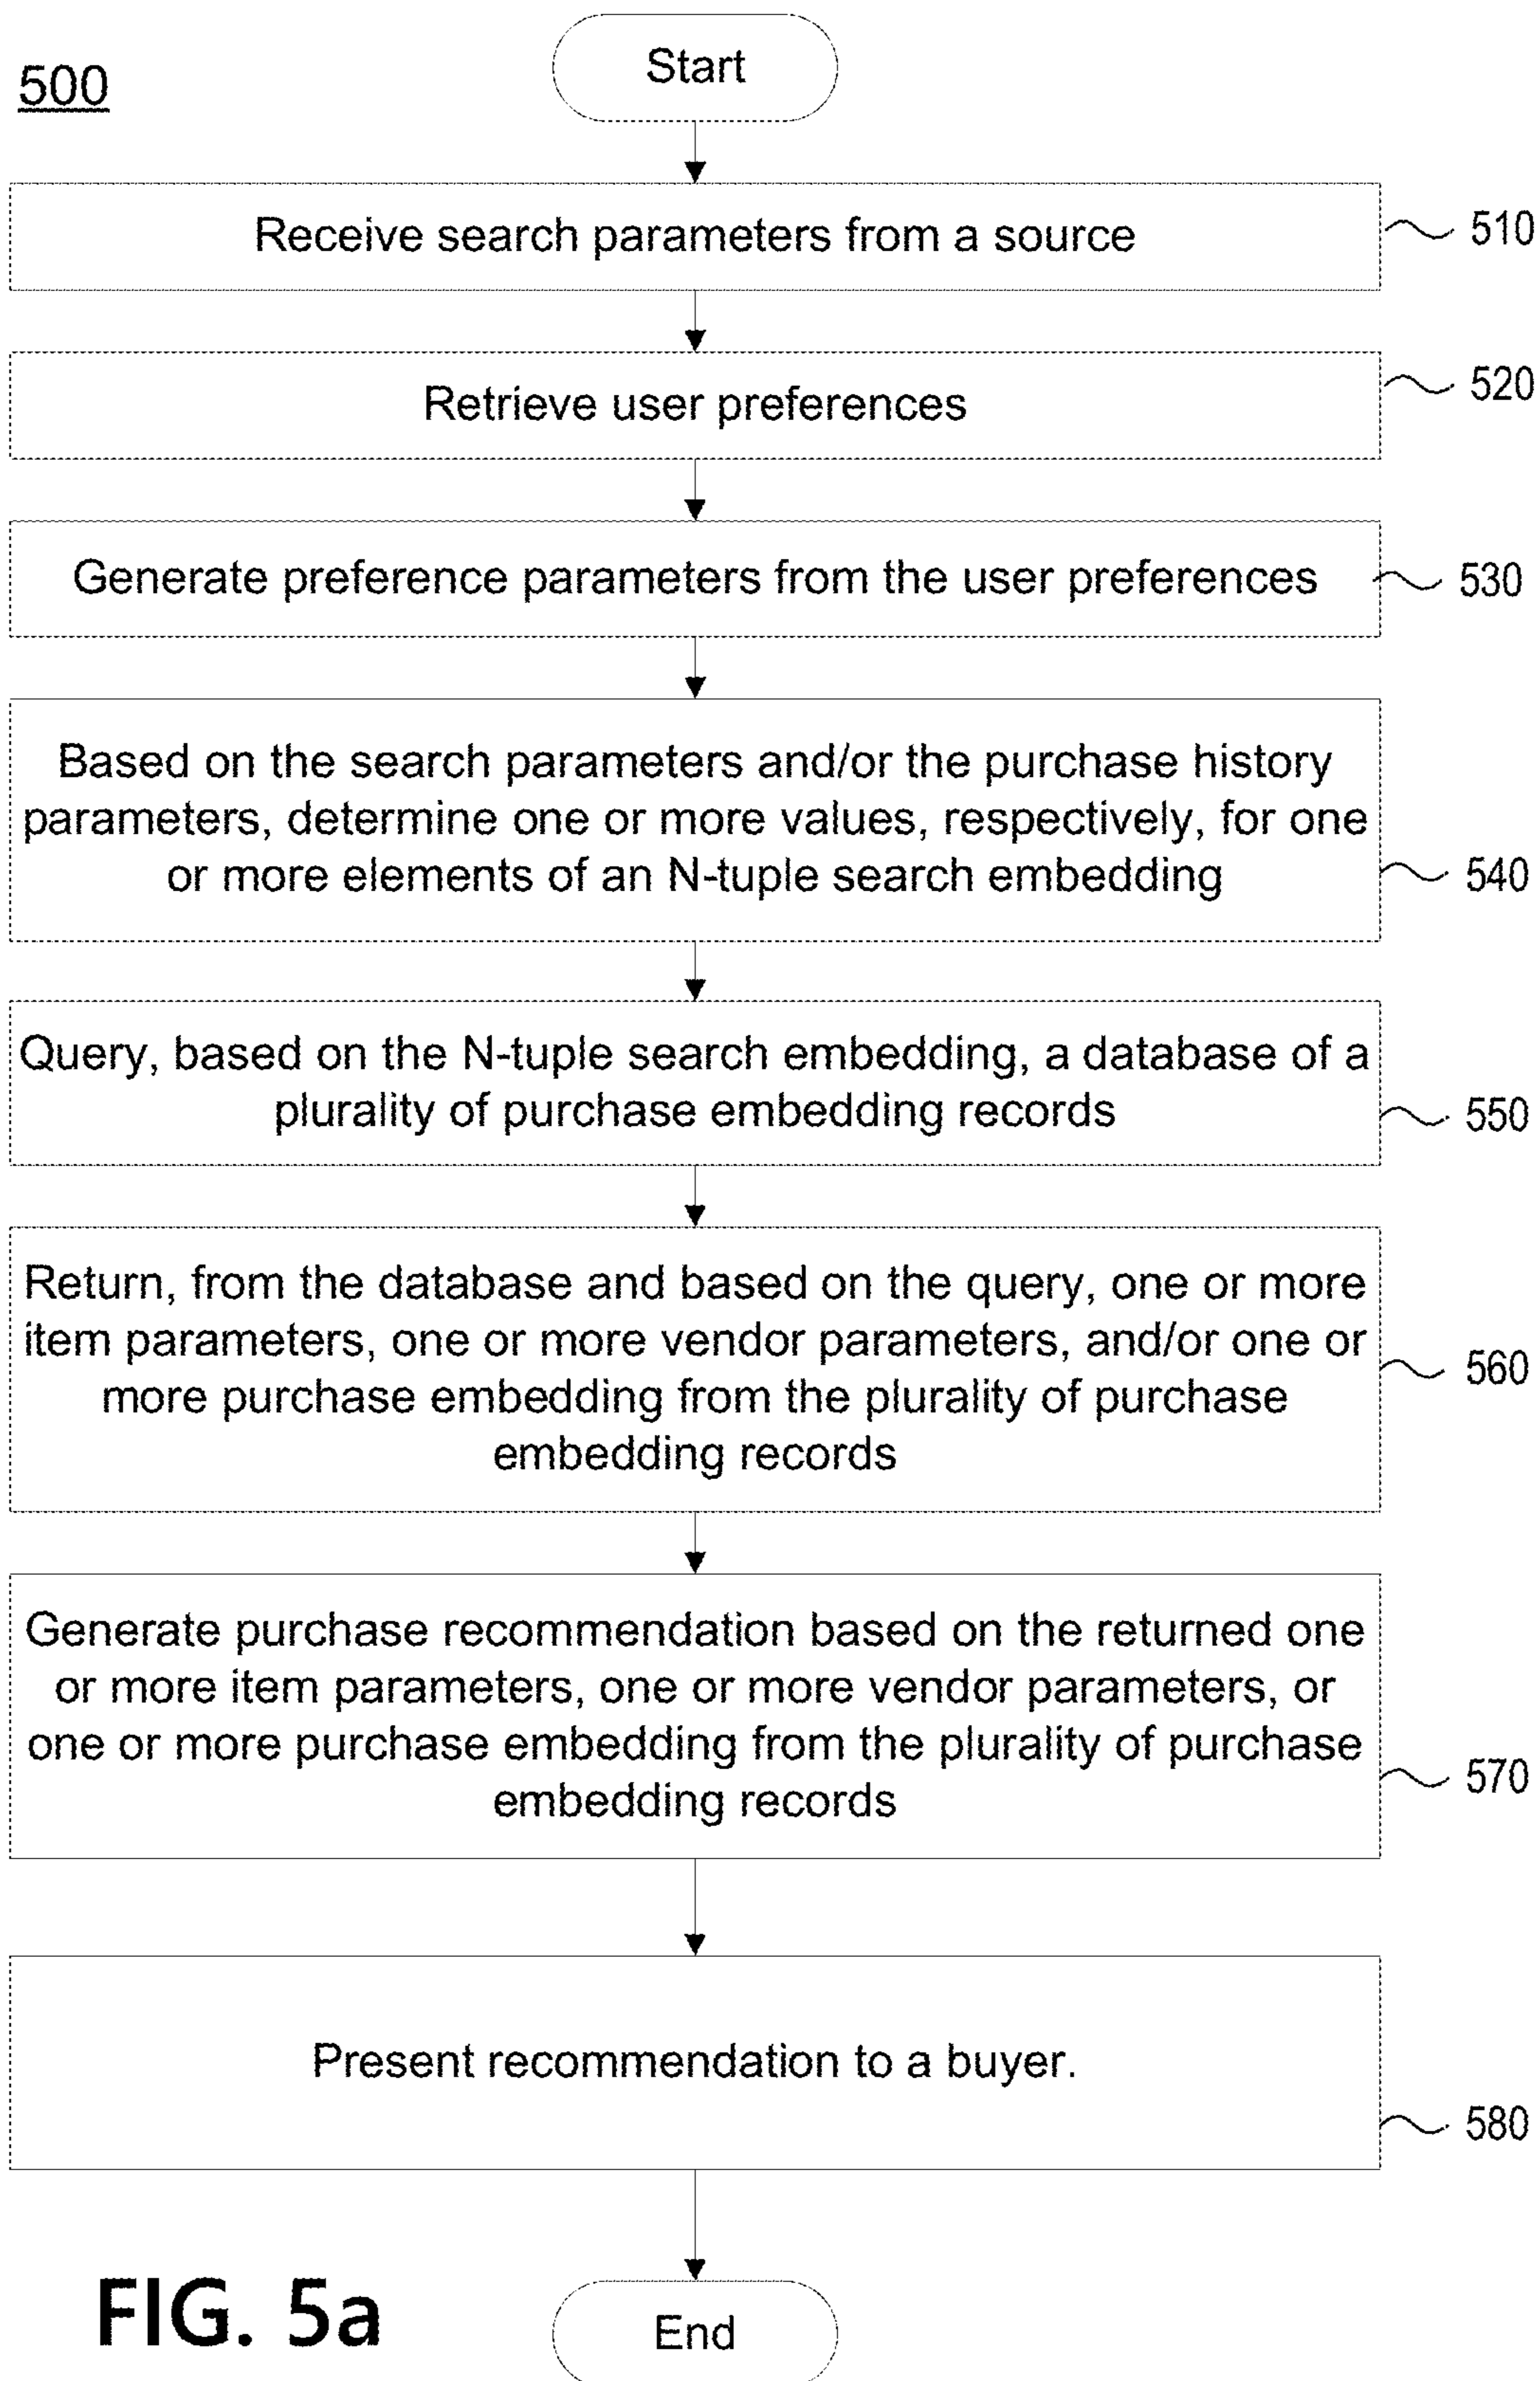 500
Start
Receive search parameters from a source
510
Retrieve user preferences
520
Generate preference parameters from the user preferences
530
Based on the search parameters and/or the purchase history
parameters, determine one or more values, respectively, for one
or more elements of an N-tuple search embedding
540
Query, based on the N-tuple search embedding, a database of a
plurality of purchase embedding records
550
Return, from the database and based on the query, one or more
item parameters, one or more vendor parameters, and/or one or
more purchase embedding from the plurality of purchase
embedding records
560
Generate purchase recommendation based on the returned one
or more item parameters, one or more vendor parameters, or
one or more purchase embedding from the plurality of purchase
embedding records
570
Present recommendation to a buyer.
580
FIG. 5a
End